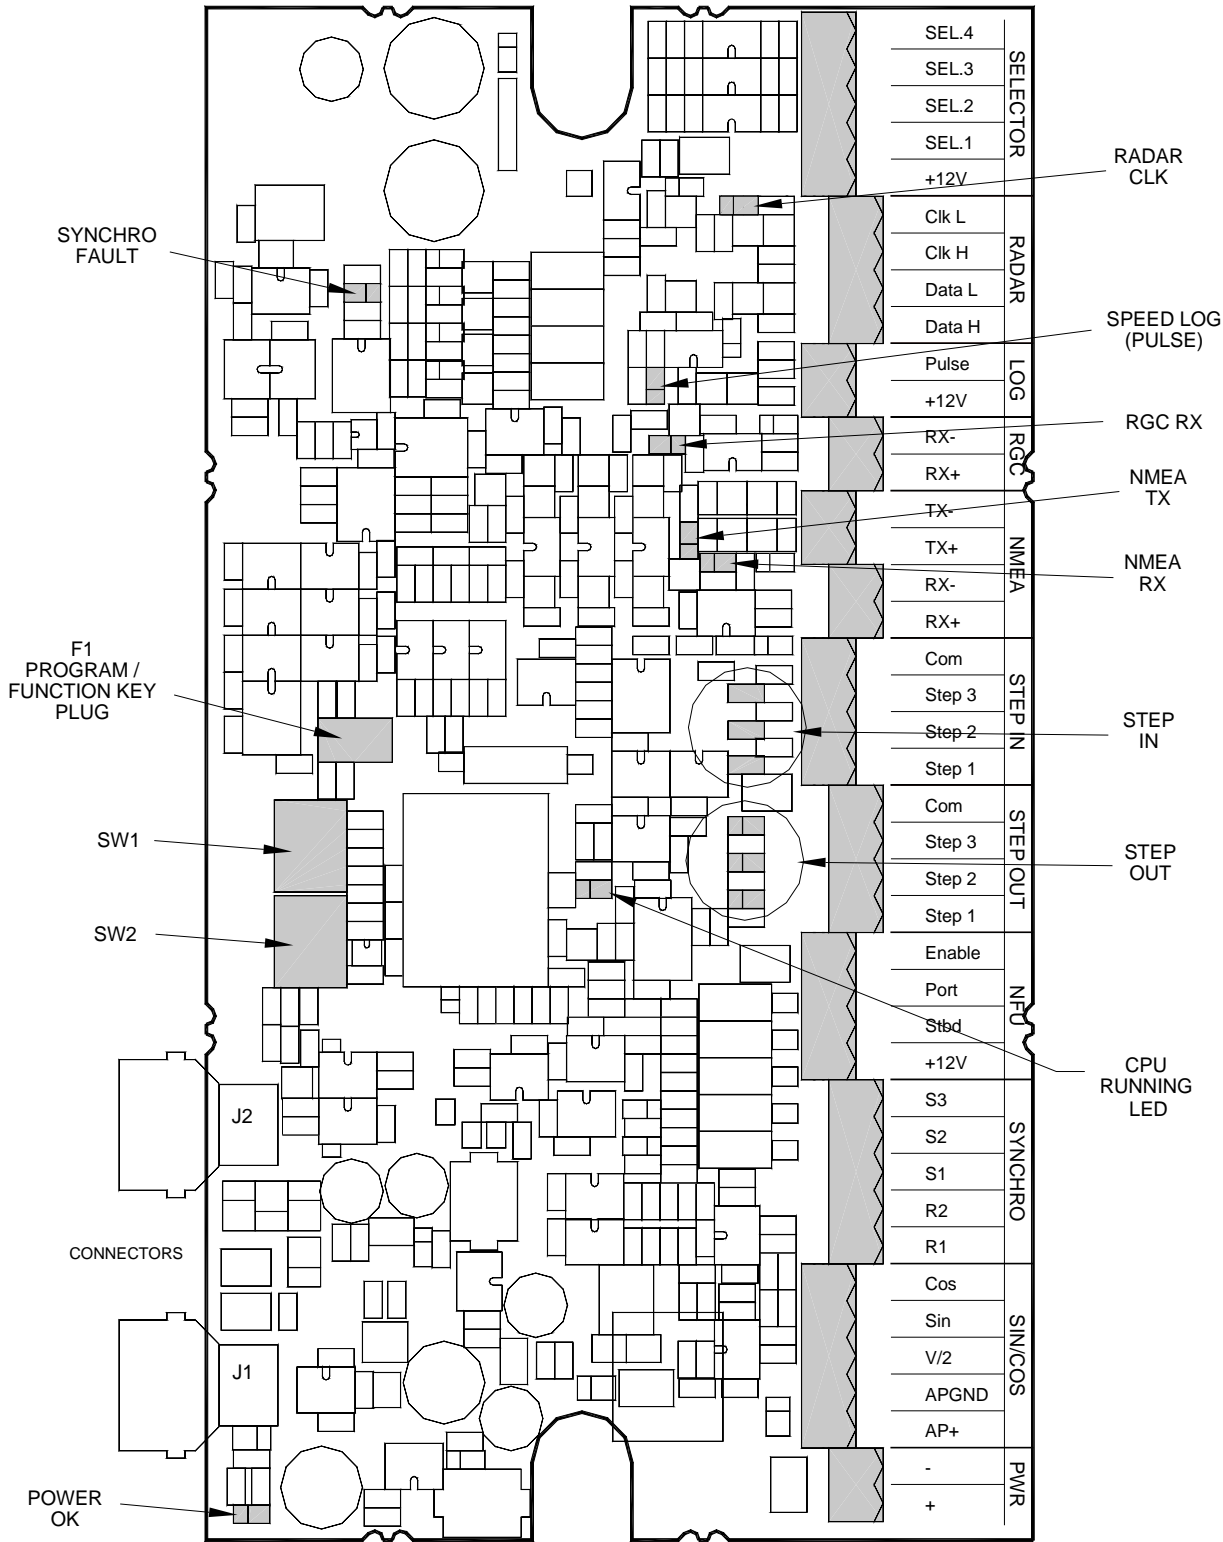 SYNCHRO
FAULT
F1
PROGRAM /
FUNCTION KEY
PLUG
SW1
SW2
J2
CONNECTORS
J1
POWER
OK
SEL.4
SEL.3
SEL.2
SEL.1
+12V
SELECTOR
Clk L
Clk H
Data L
Data H
RADAR
Pulse
+12V
LOG
RX-
RX+
RGC
TX-
TX+
RX-
RX+
NMEA
Com
Step 3
Step 2
Step 1
STEP IN
Com
Step 3
Step 2
Step 1
STEP OUT
Enable
Port
Stbd
+12V
NFU
S3
S2
S1
R2
R1
SYNCHRO
Cos
Sin
V/2
APGND
AP+
SIN/COS
-
+
PWR
RADAR
CLK
SPEED LOG
(PULSE)
RGC RX
NMEA
TX
NMEA
RX
STEP
IN
STEP
OUT
CPU
RUNNING
LED